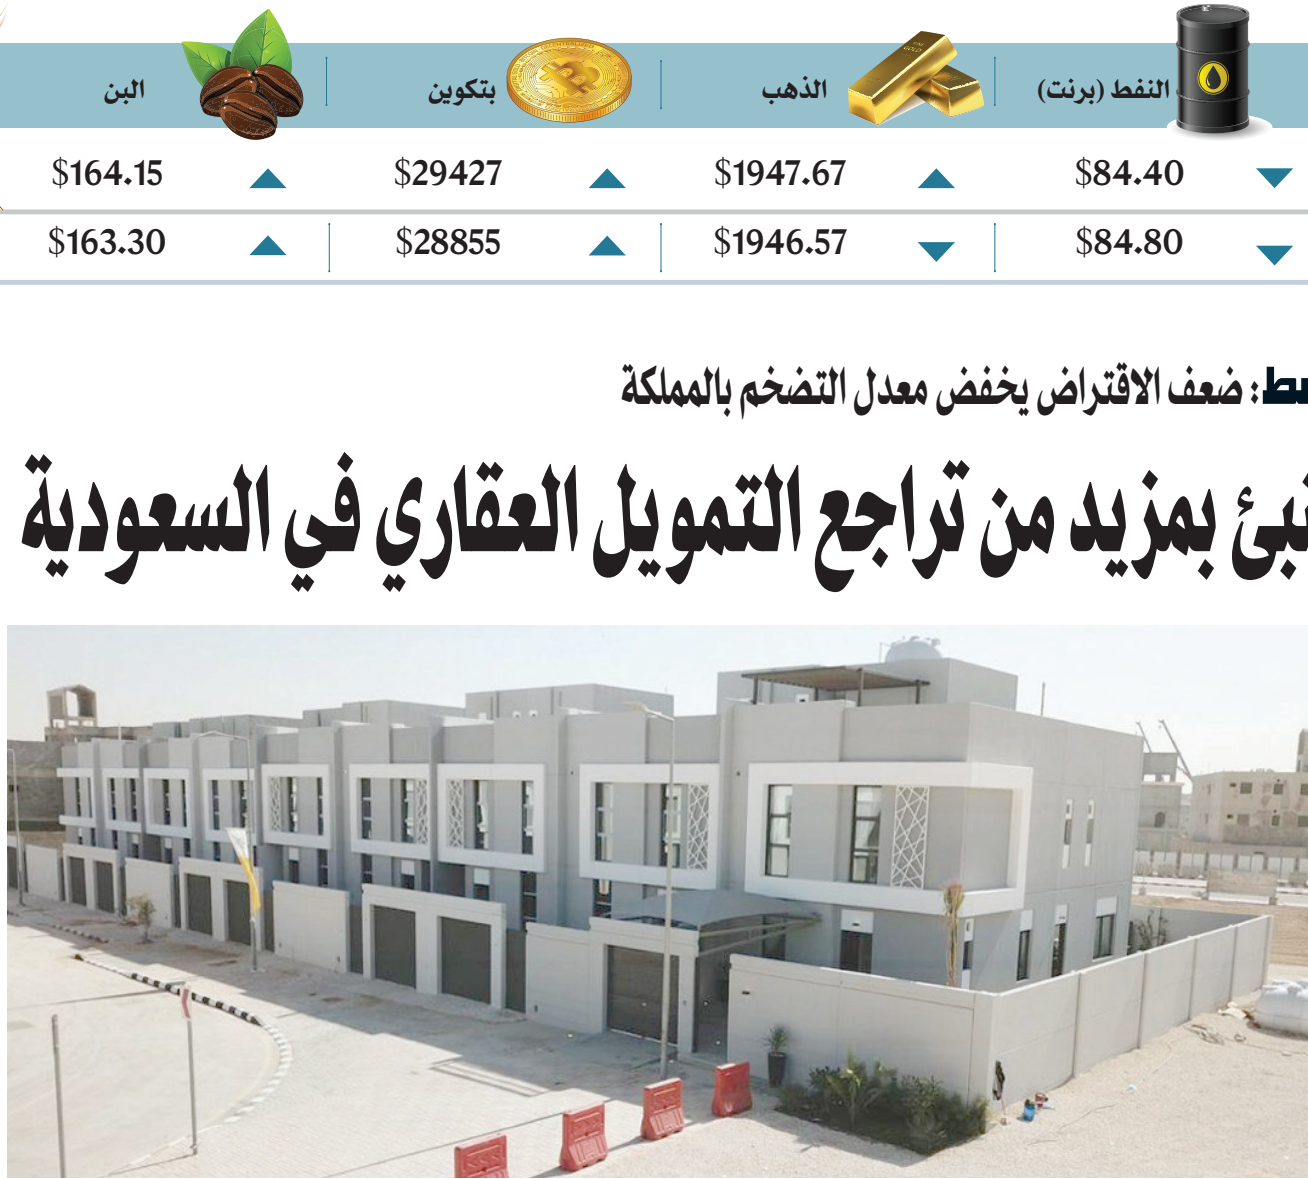 النفط (برنت) الذهب بتكوين البن
$84.40 $1947.67 $29427 $164.15
$84.80 $1946.57 $28855 $163.30
: ضعف الاقتراض يخفض معدل التضخم بالمملكة
بمزيد من تراجع التمويل العقاري في السعودية